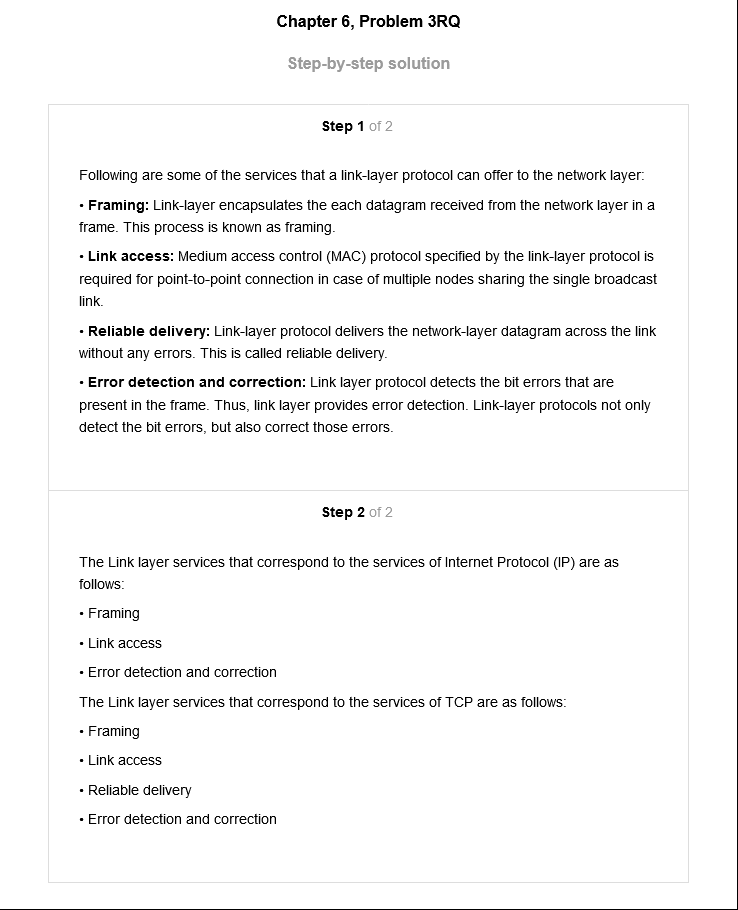 Chapter 6, Problem 3RQ
Step-by-step solution
Step 1 of 2
Following are some of the services that a link-layer protocol can offer to the network layer:
• Framing: Link-layer encapsulates the each datagram received from the network layer in a
frame. This process is known as framing.
• Link access: Medium access control (MAC) protocol specified by the link-layer protocol is
required for point-to-point connection in case of multiple nodes sharing the single broadcast
link.
• Reliable delivery: Link-layer protocol delivers the network-layer datagram across the link
without any errors. This is called reliable delivery.
• Error detection and correction: Link layer protocol detects the bit errors that are
present in the frame. Thus, link layer provides error detection. Link-layer protocols not only
detect the bit errors, but also correct those errors.
Step 2 of 2
The Link layer services that correspond to the services of Internet Protocol (IP) are as
follows:
• Framing
• Link access
• Error detection and correction
The Link layer services that correspond to the services of TCP are as follows:
• Framing
• Link access
• Reliable delivery
• Error detection and correction